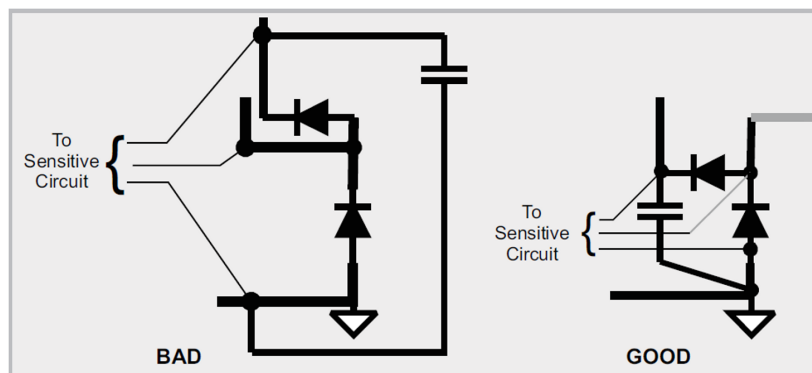 To
Sensitive
Circuit
BAD
To
Sensitive
Circuit
GOOD